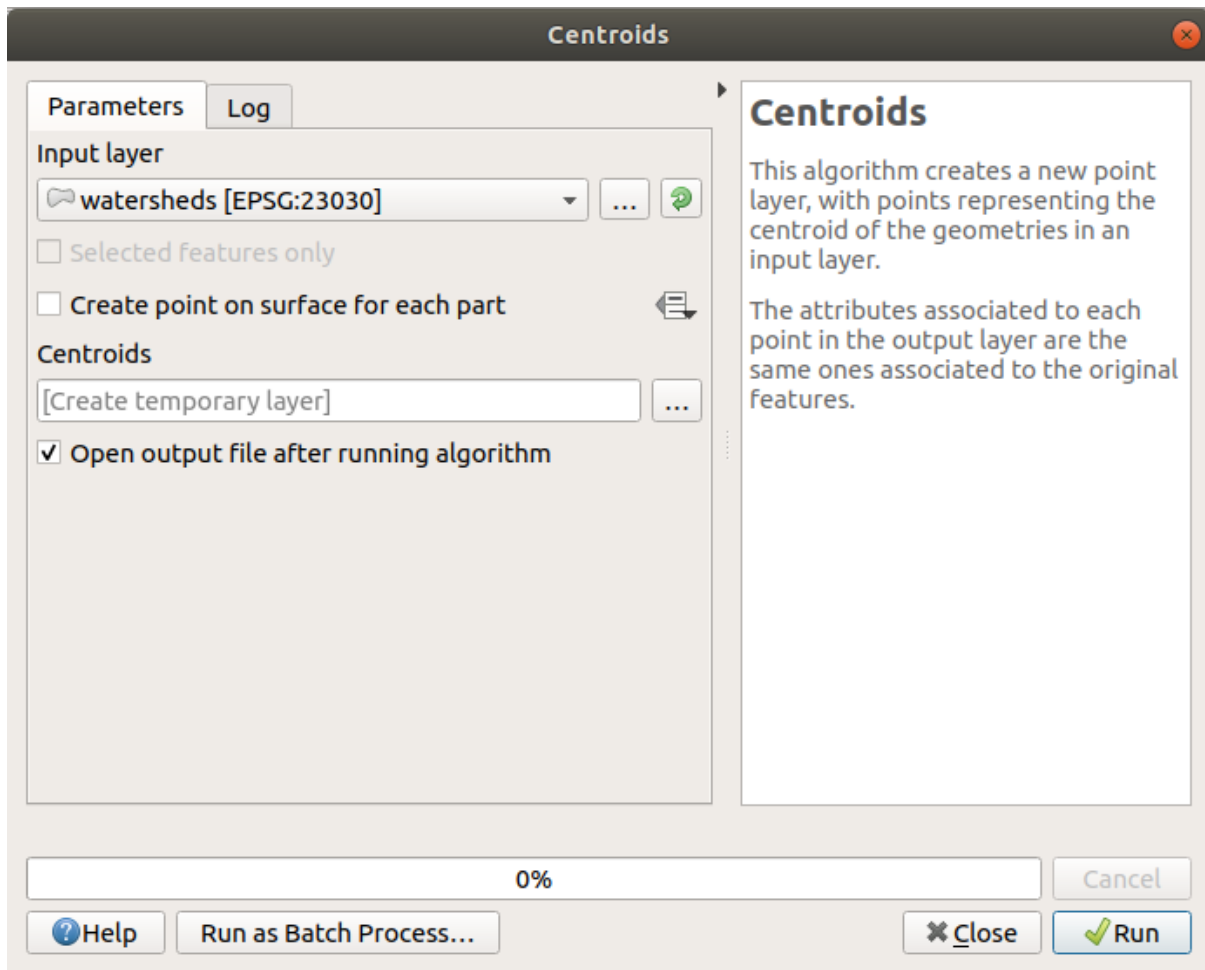 Centroids
Parameters
Log
Input layer
watersheds [EPSG:23030]
...
Selected features only
Create point on surface for each part
Centroids
[Create temporary layer]
...
Open output file after running algorithm
Centroids
This algorithm creates a new point
layer, with points representing the
centroid of the geometries in an
input layer.
The attributes associated to each
point in the output layer are the
same ones associated to the original
features.
0%
Cancel
Help
Run as Batch Process...
Close
Run